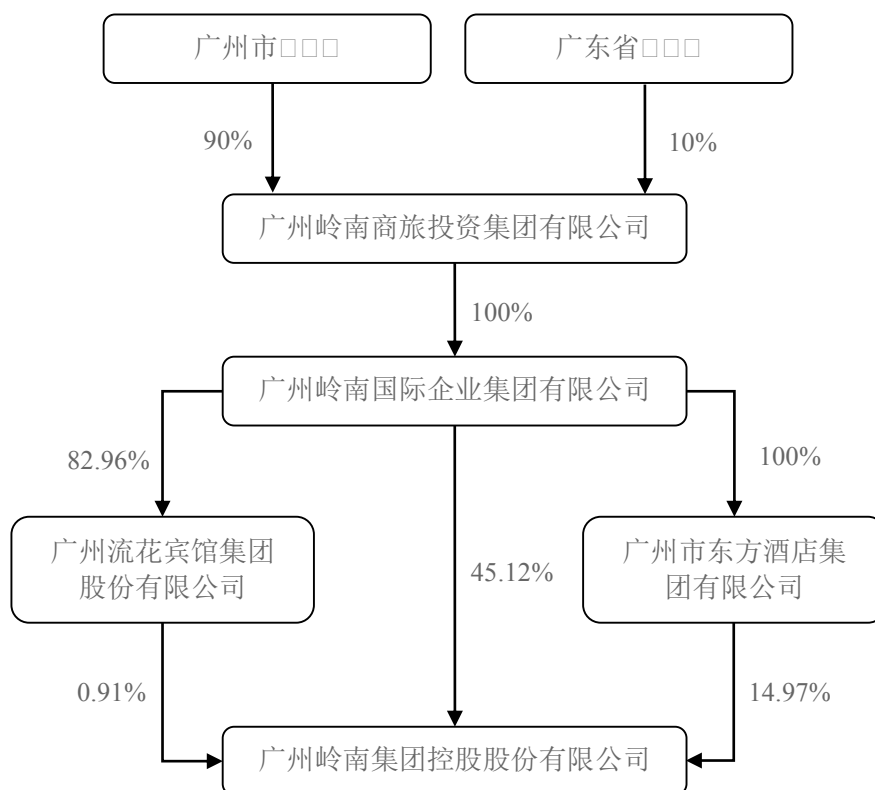 广州市□□□
广东省□□□
90%
10%
广州岭南商旅投资集团有限公司
100%
广州岭南国际企业集团有限公司
82.96%
100%
广州流花宾馆集团
股份有限公司
45.12%
广州市东方酒店集
团有限公司
0.91%
14.97%
广州岭南集团控股股份有限公司